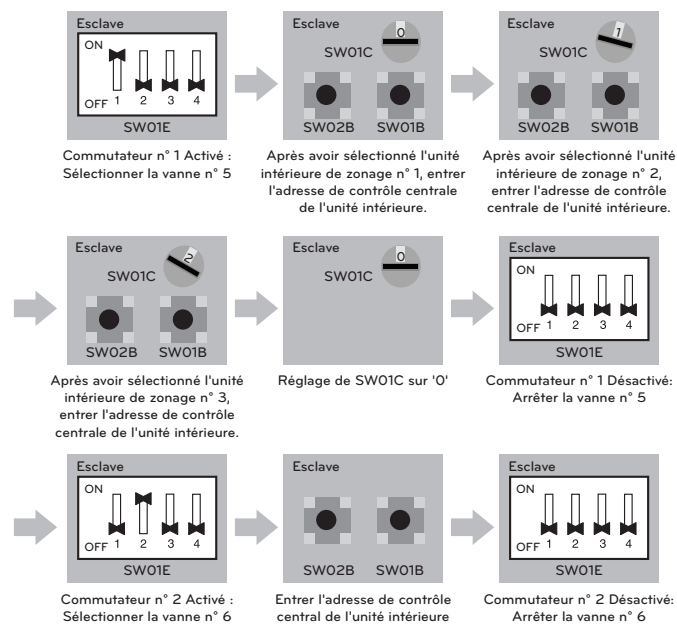 Esclave
ON
OFF 1 2 3 4
SW01E
Commutateur n° 1 Activé :
Sélectionner la vanne n° 5
Esclave
0
SW01C
SW02B SW01B
Après avoir sélectionné l'unité
intérieure de zonage n° 1, entrer
l'adresse de contrôle centrale
de l'unité intérieure.
Esclave
1
SW01C
SW02B SW01B
Après avoir sélectionné l'unité
intérieure de zonage n° 2,
entrer l'adresse de contrôle
centrale de l'unité intérieure.
Esclave
2
SW01C
SW02B SW01B
Après avoir sélectionné l'unité
intérieure de zonage n° 3,
entrer l'adresse de contrôle
centrale de l'unité intérieure.
Esclave
0
SW01C
Réglage de SW01C sur '0'
Esclave
ON
OFF 1 2 3 4
SW01E
Commutateur n° 1 Désactivé:
Arrêter la vanne n° 5
Esclave
ON
OFF 1 2 3 4
SW01E
Commutateur n° 2 Activé :
Sélectionner la vanne n° 6
Esclave
SW02B SW01B
Entrer l'adresse de contrôle
central de l'unité intérieure
Esclave
ON
OFF 1 2 3 4
SW01E
Commutateur n° 2 Désactivé:
Arrêter la vanne n° 6